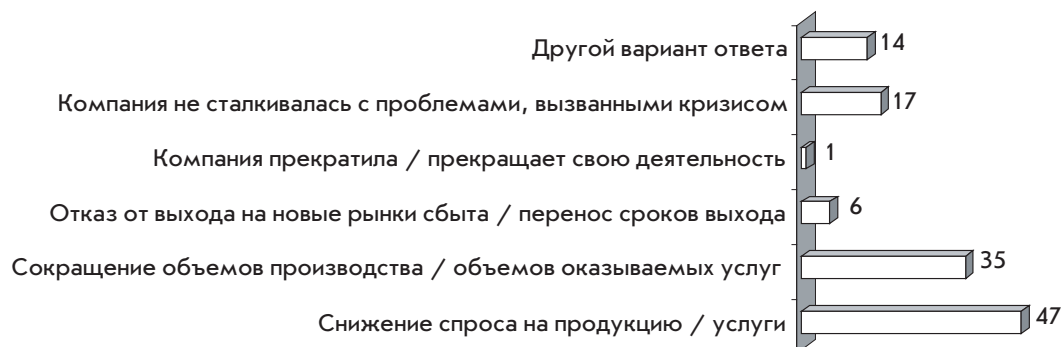 Другой вариант ответа 14
Компания не сталкивалась с проблемами, вызванными кризисом 17
Компания прекратила / прекращает свою деятельность 1
Отказ от выхода на новые рынки сбыта / перенос сроков выхода 6
Сокращение объемов производства / объемов оказываемых услуг 35
Снижение спроса на продукцию / услуги 47